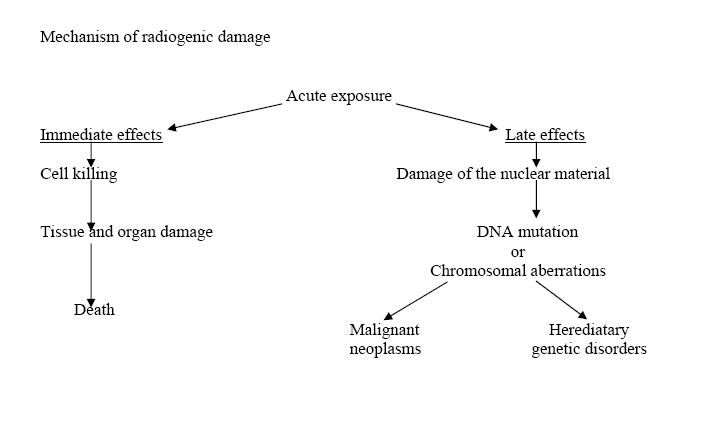 Mechanism of radiogenic damage
Acute exposure
Immediate effects
Late effects
Cell killing
Damage of the nuclear material
Tissue and organ damage
DNA mutation
or
Chromosomal aberrations
Death
Malignant
neoplasms
Herediatary
genetic disorders